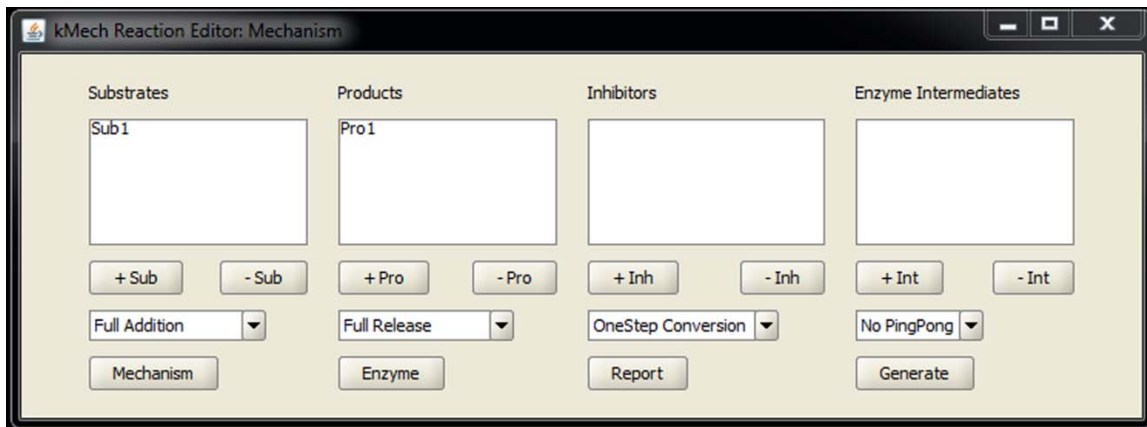 kMech Reaction Editor: Mechanism
Substrates Products Inhibitors Enzyme Intermediates
Sub1 Pro1
+ Sub - Sub + Pro - Pro + Inh - Inh + Int - Int
Full Addition Full Release OneStep Conversion No PingPong
Mechanism Enzyme Report Generate